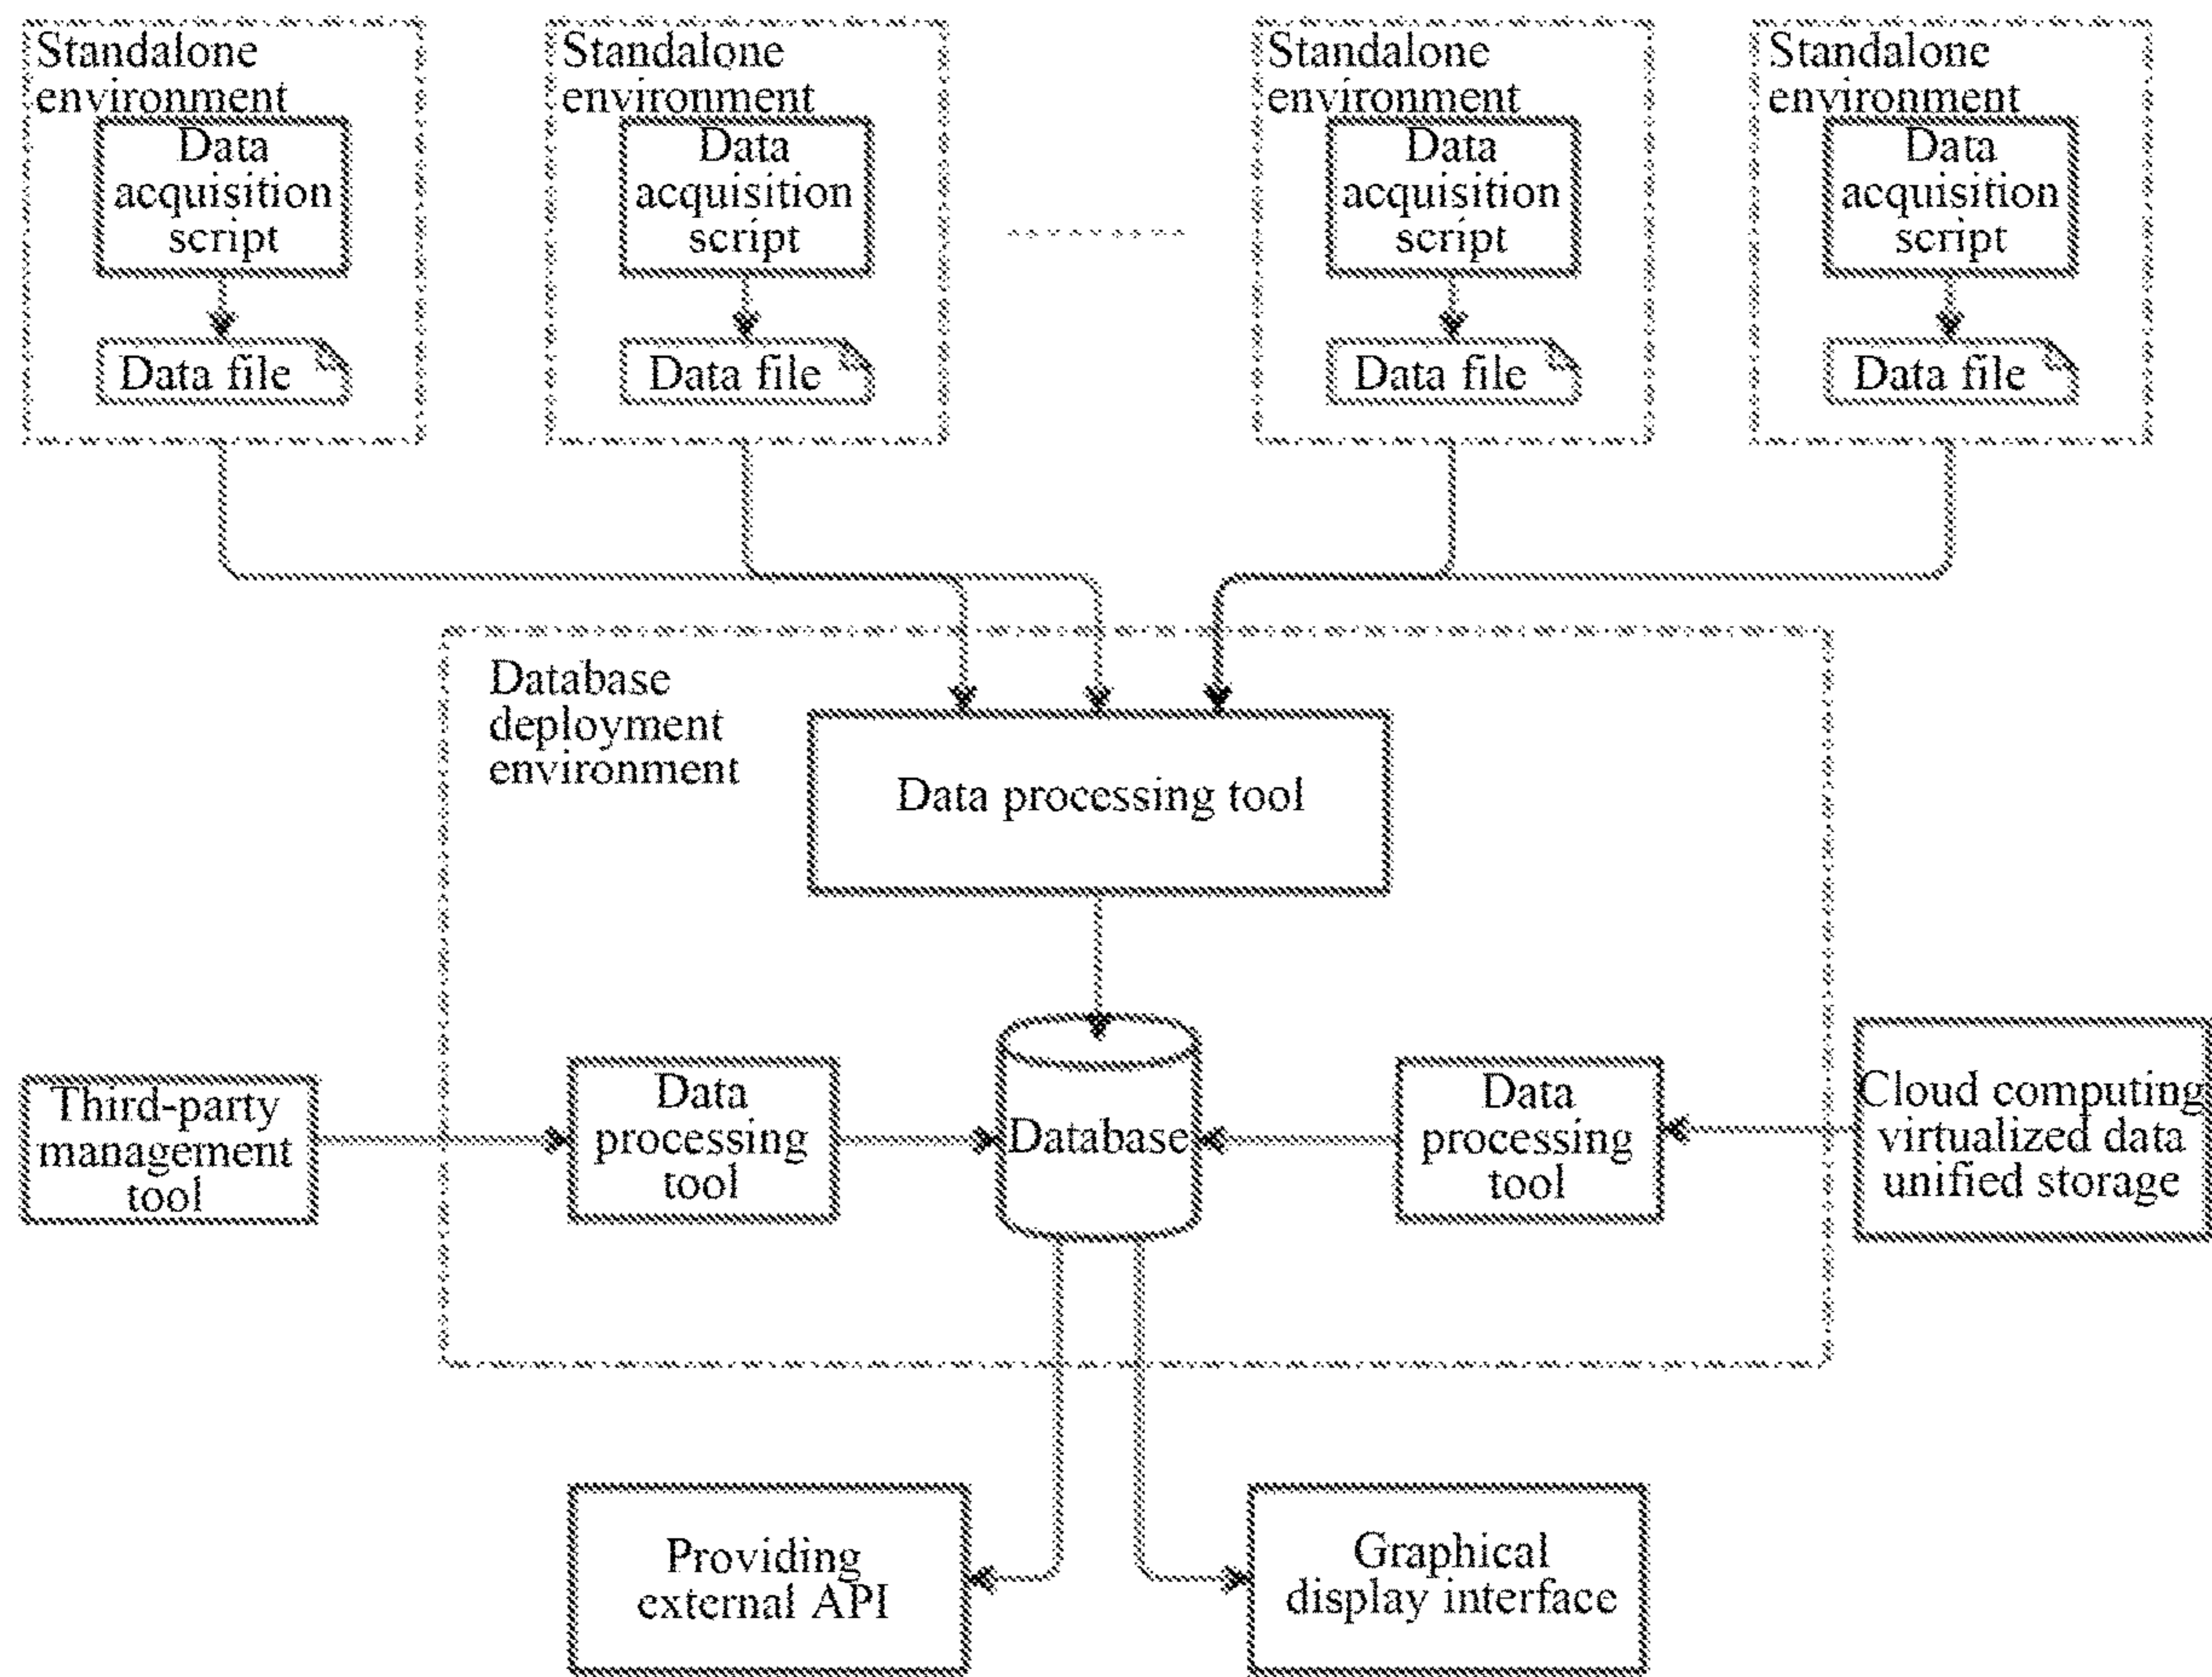 Standalone
environment
Data
acquisition
script
Data file
Standalone
environment
Data
acquisition
script
Data file
Standalone
environment
Data
acquisition
script
Data file
Standalone
environment
Data
acquisition
script
Data file
Database
deployment
environment
Data processing tool
Third-party
management
tool
Data
processing
tool
Database
Data
processing
tool
Cloud computing
virtualized data
unified storage
Providing
external API
Graphical
display interface